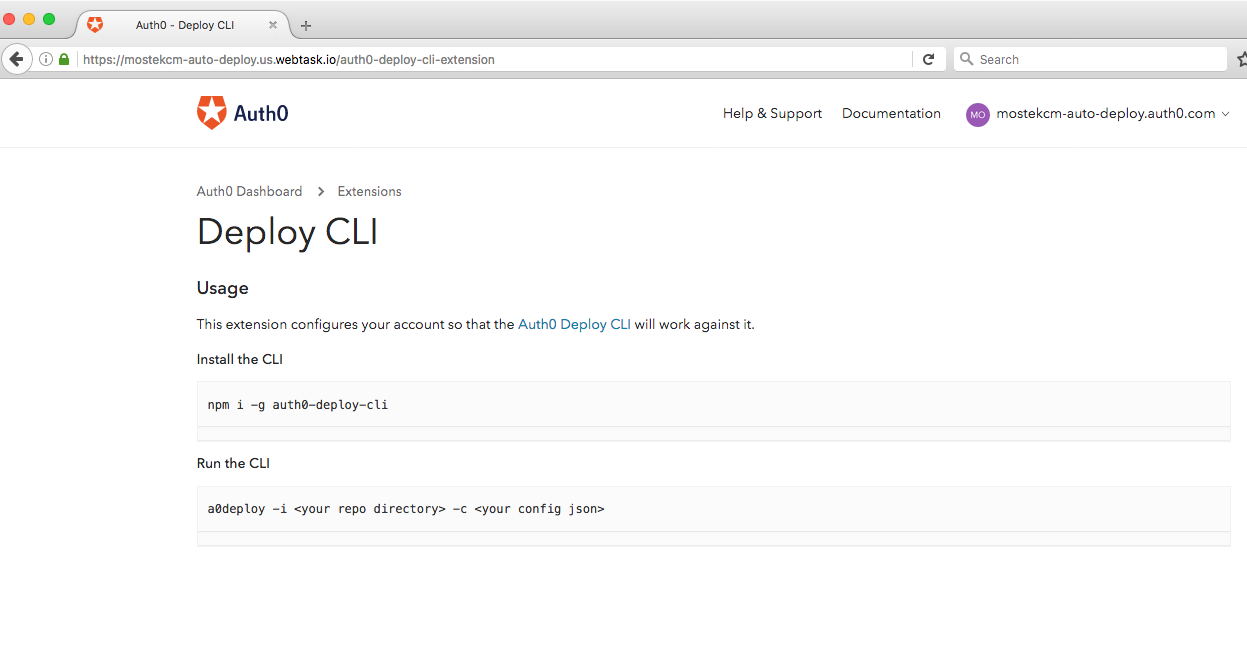 Auth0 - Deploy CLI
https://mostekcm-auto-deploy.us.webtask.io/auth0-deploy-cli-extension
Search
Auth0
Help & Support
Documentation
MO
mostekcm-auto-deploy.auth0.com
Auth0 Dashboard
Extensions
Deploy CLI
Usage
This extension configures your account so that the Auth0 Deploy CLI will work against it.
Install the CLI
npm i -g auth0-deploy-cli
Run the CLI
a0deploy -i <your repo directory> -c <your config json>